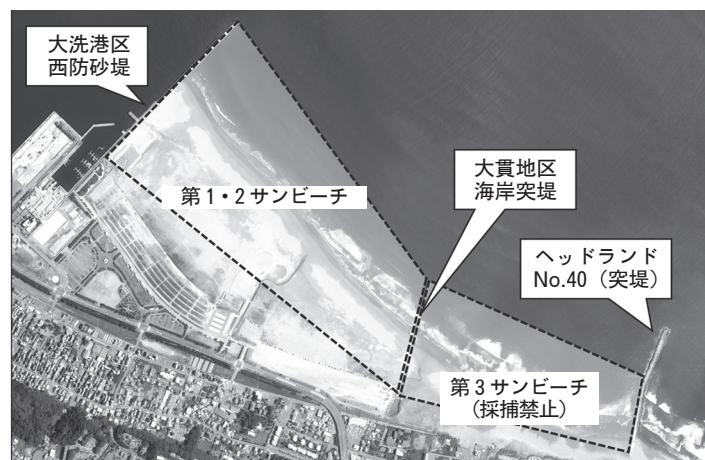 大洗港区
西防砂堤
第1・2サンビーチ
大貫地区
海岸突堤
ヘッドランド
No.40（突堤）
第3サンビーチ
（採捕禁止）